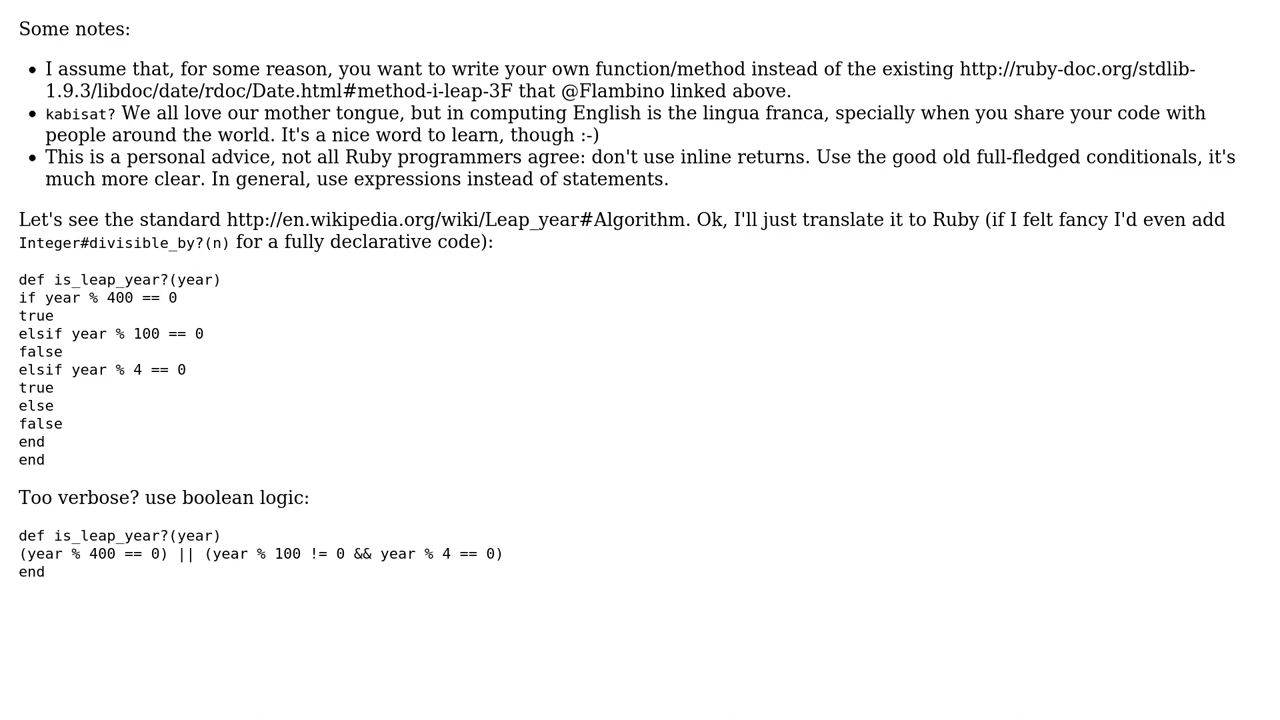 Some notes:
I assume that, for some reason, you want to write your own function/method instead of the existing http://ruby-doc.org/stdlib-
1.9.3/libdoc/date/rdoc/Date.html#method-i-leap-3F that @Flambino linked above.
kabisat? We all love our mother tongue, but in computing English is the lingua franca, specially when you share your code with
people around the world. It's a nice word to learn, though :-)
This is a personal advice, not all Ruby programmers agree: don't use inline returns. Use the good old full-fledged conditionals, it's
much more clear. In general, use expressions instead of statements.
Let's see the standard http://en.wikipedia.org/wiki/Leap_year#Algorithm. Ok, I'll just translate it to Ruby (if I felt fancy I'd even add
Integer#divisible_by?(n) for a fully declarative code):
def is_leap_year?(year)
if year % 400 == 0
true
elsif year % 100 == 0
false
elsif year % 4 == 0
true
else
false
end
end
Too verbose? use boolean logic:
def is_leap_year?(year)
(year % 400 == 0) || (year % 100 != 0 && year % 4 == 0)
end